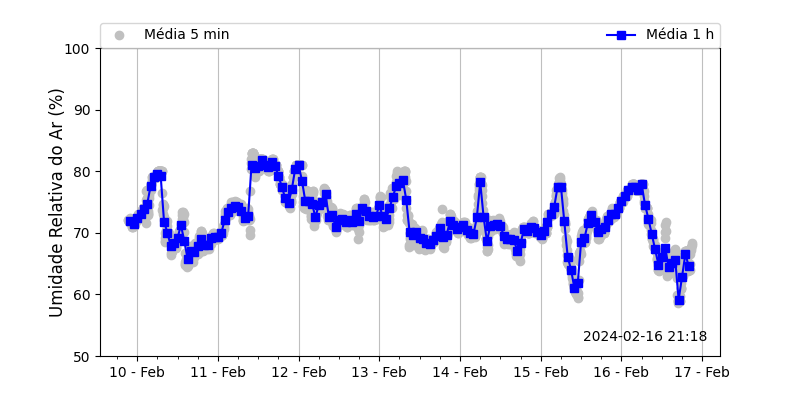 Média 5 min Média 1 h
100
90
80
70
60
50
Umidade Relativa do Ar (%)
2024-02-16 21:18
10 - Feb 11 - Feb 12 - Feb 13 - Feb 14 - Feb 15 - Feb 16 - Feb 17 - Feb